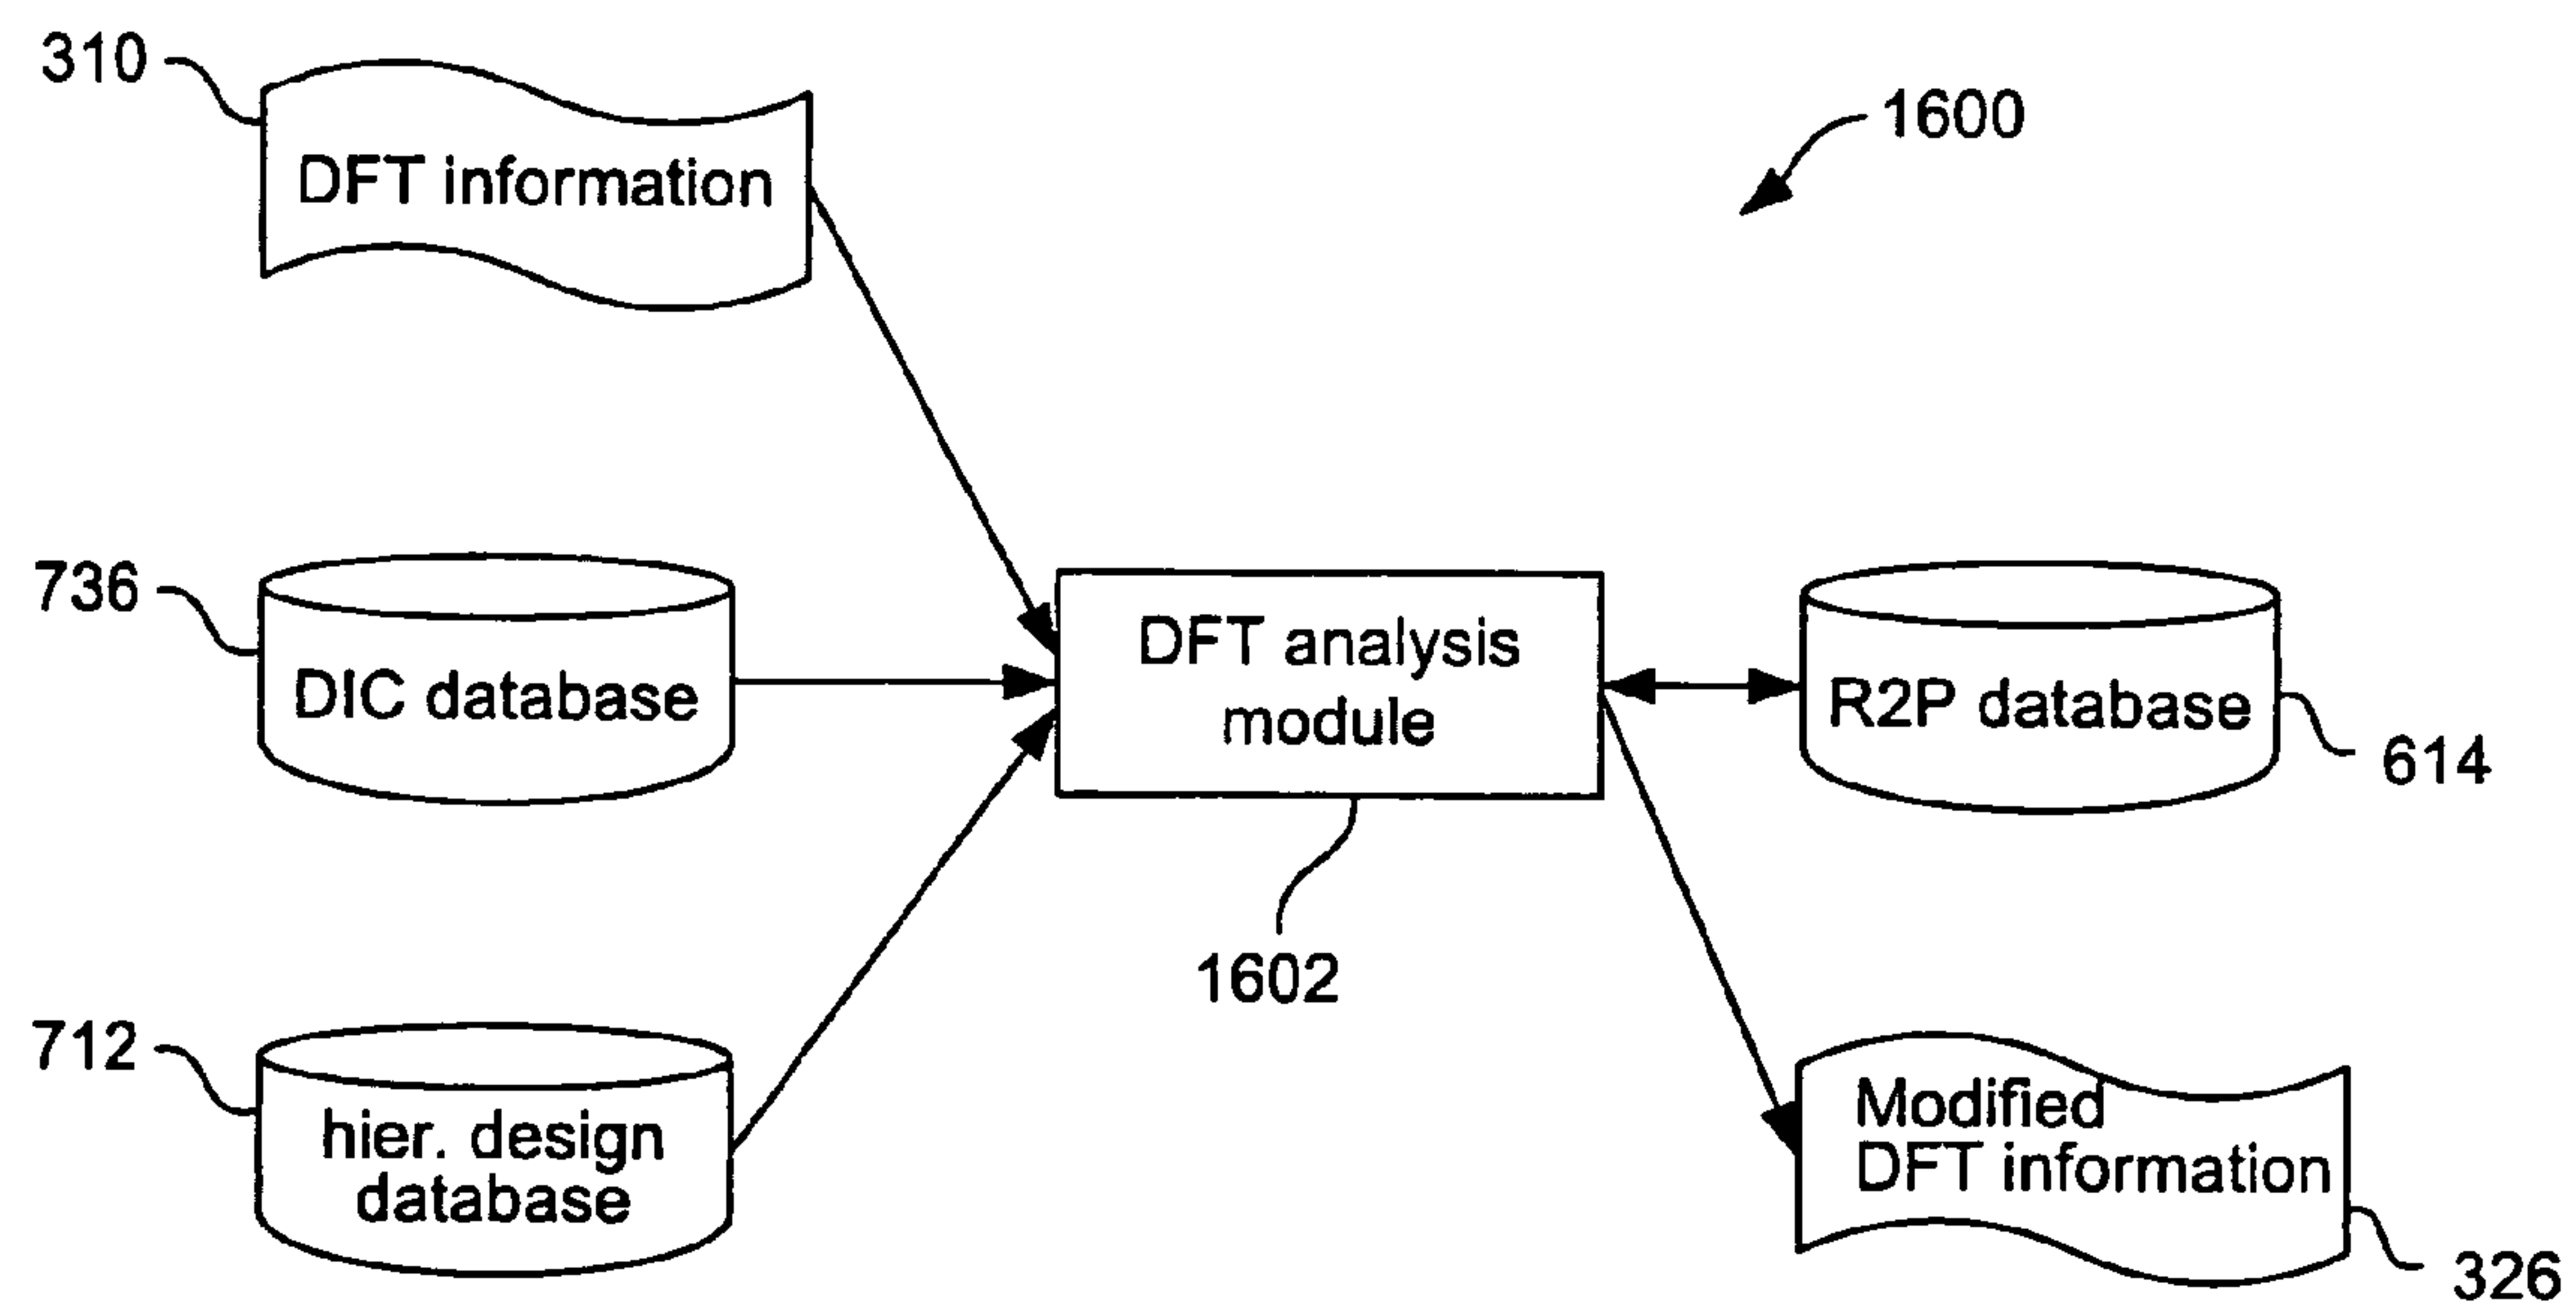 310
DFT information
1600
736
DIC database
DFT analysis
module
R2P database
614
1602
712
hier. design
database
Modified
DFT information
326